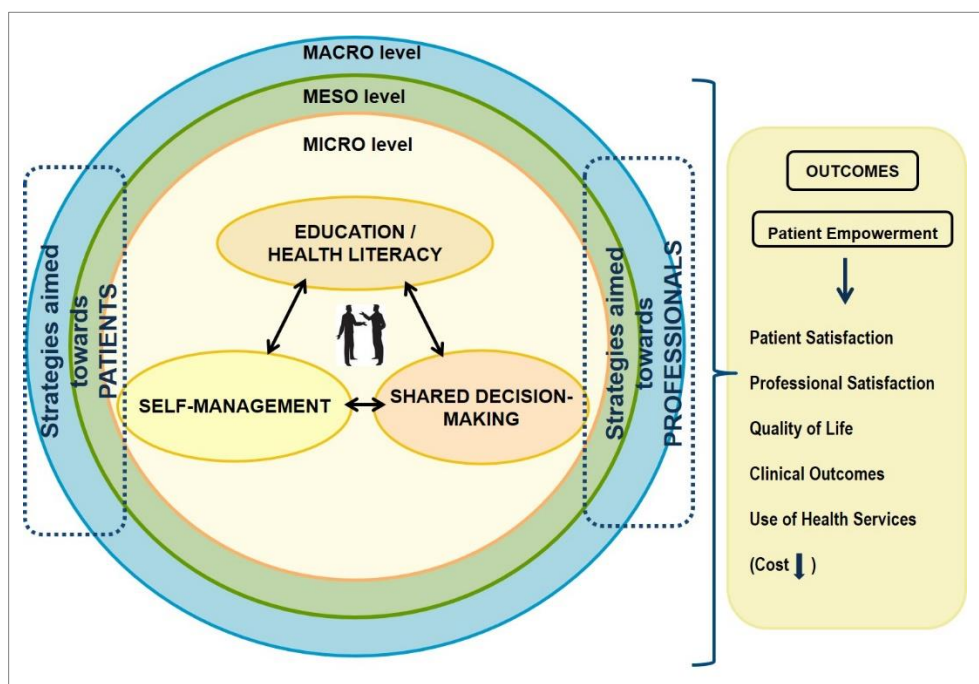 MACRO level
MESO level
MICRO level
EDUCATION /
HEALTH LITERACY
SELF-MANAGEMENT
SHARED DECISION-
MAKING
Strategies aimed
towards
PATIENTS
Strategies aimed
towards
PROFESSIONALS
OUTCOMES
Patient Empowerment
Patient Satisfaction
Professional Satisfaction
Quality of Life
Clinical Outcomes
Use of Health Services
(Cost )